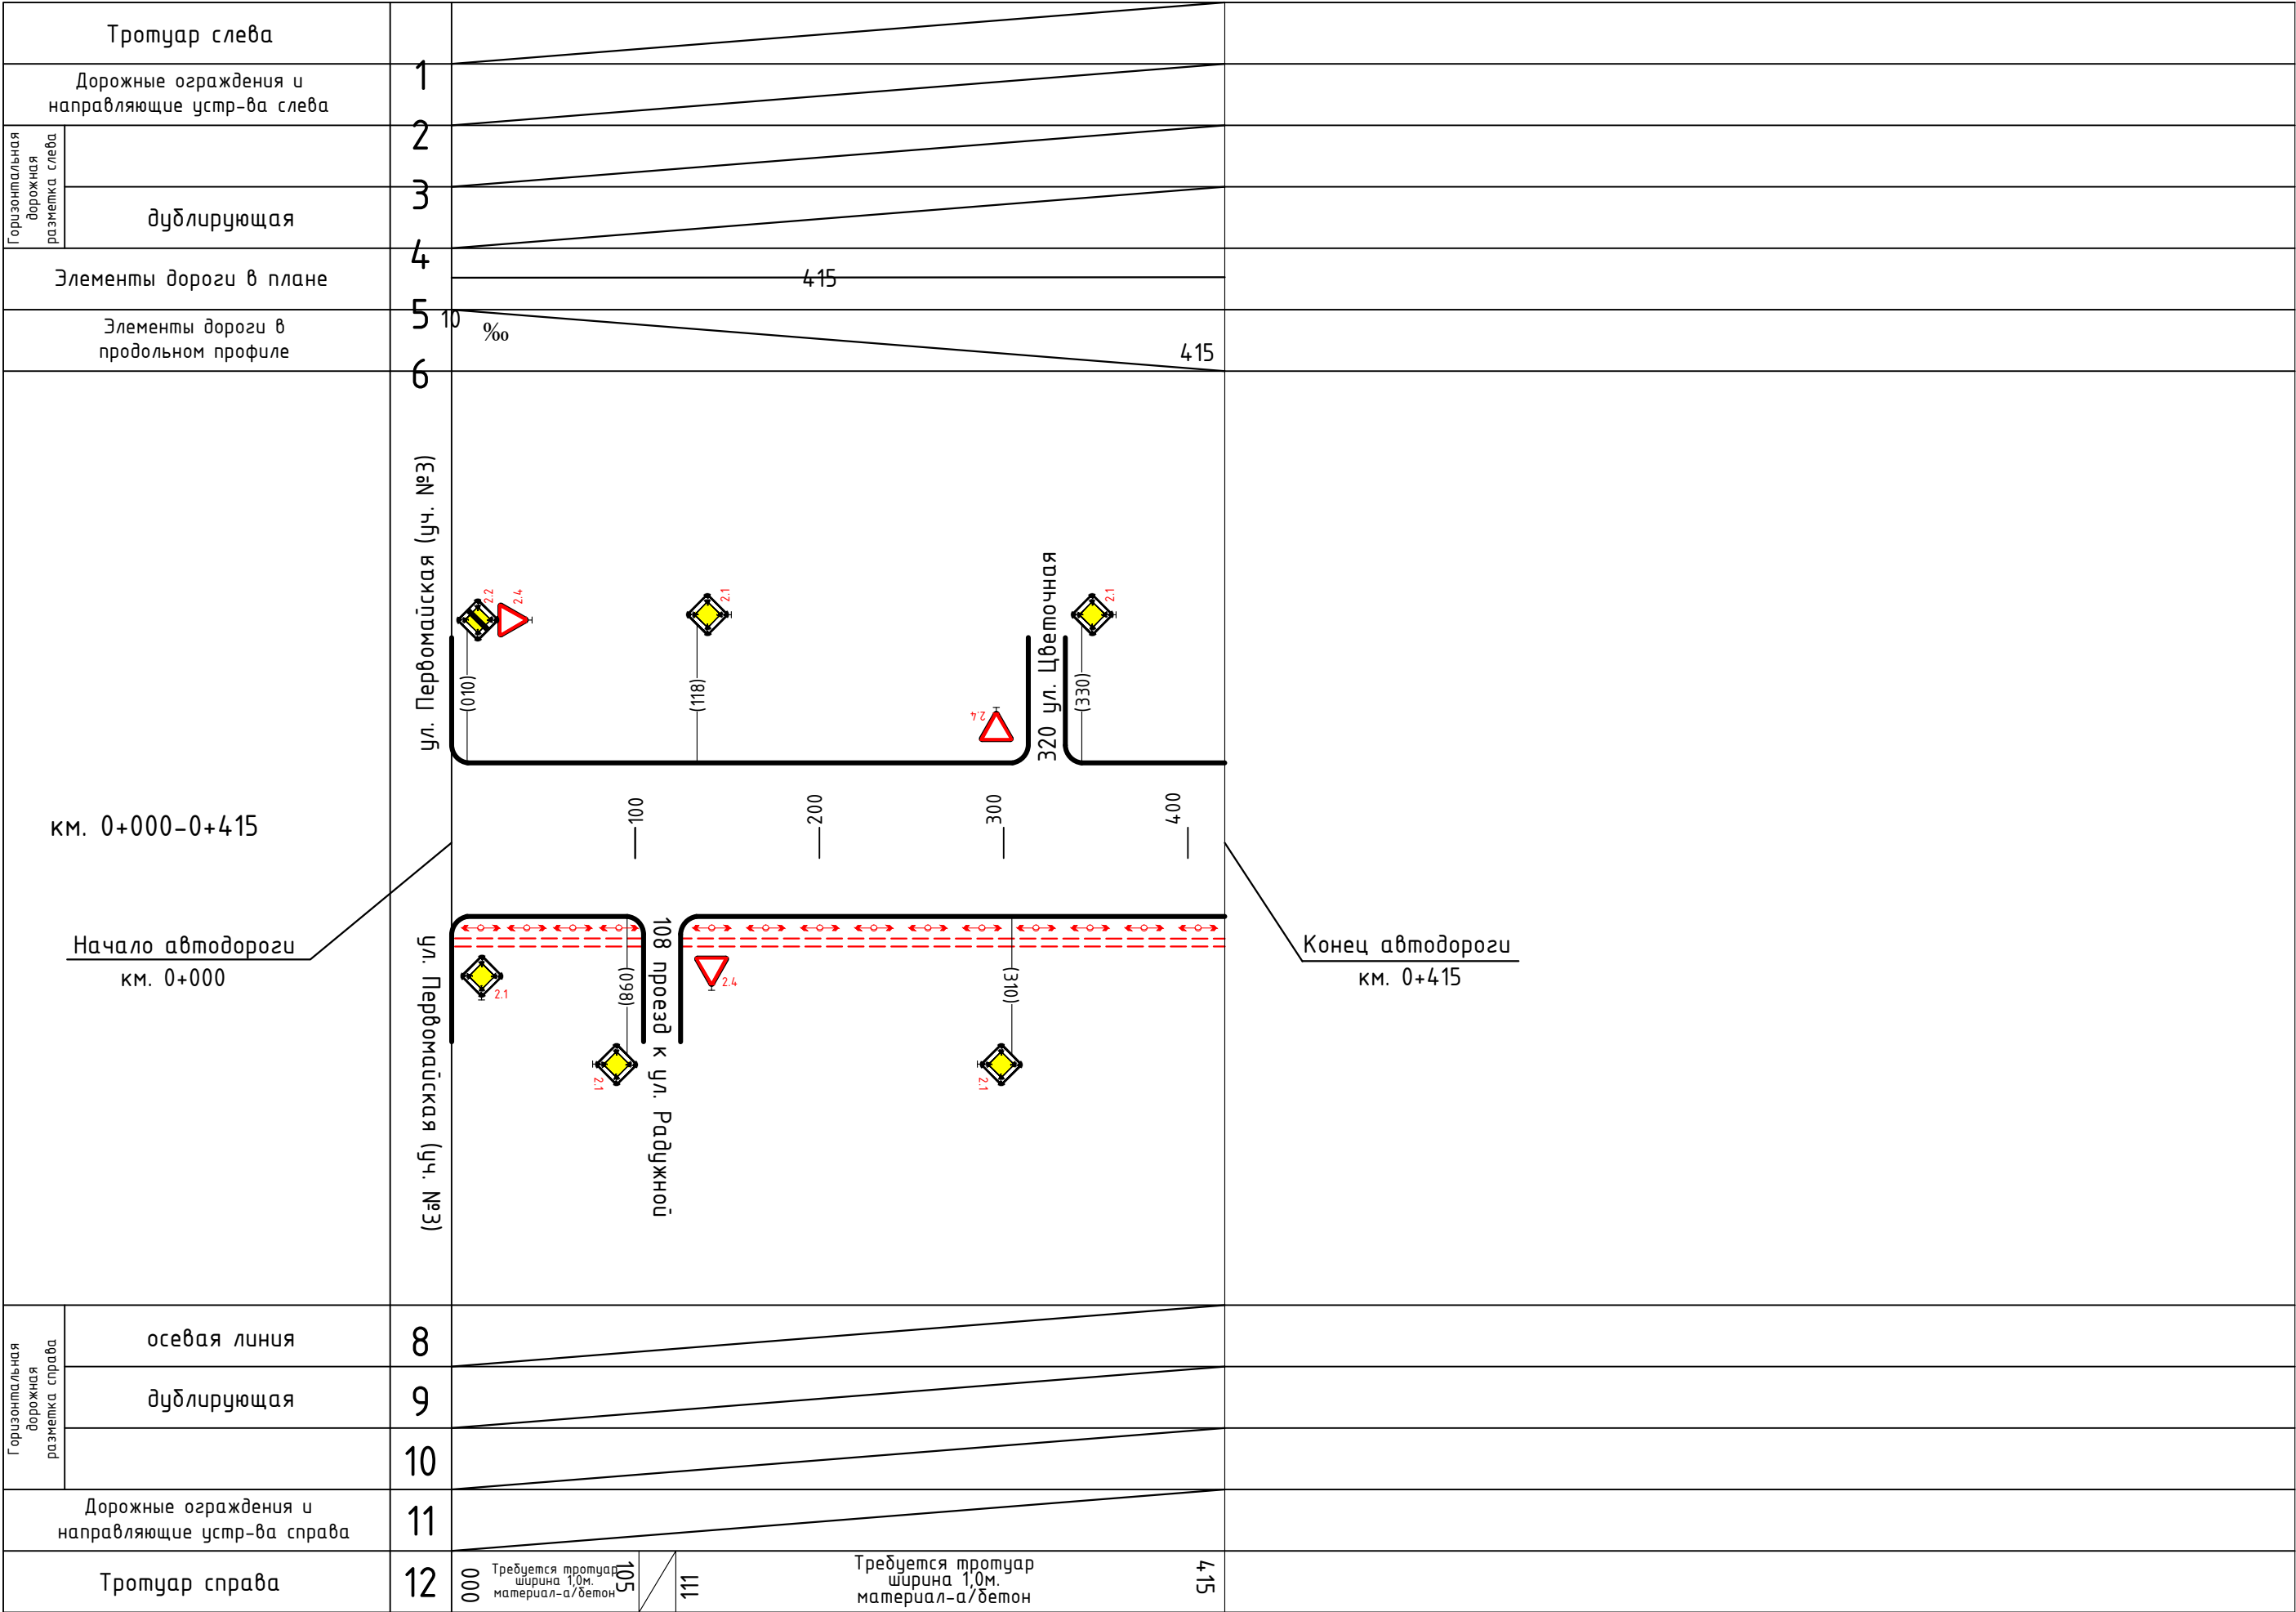 Тротуар слева
1
Дорожные ограждения и
направляющие устр-ва слева
2
Горизонтальная
дорожная
разметка слева
3
дублирующая
4
Элементы дороги в плане
415
5
Элементы дороги в
продольном профиле
10
‰
415
6
ул. Первомайская (уч. №3)
2.2
2.4
(010)
2.1
(118)
2.4
320 ул. Цветочная
2.1
(330)
100
200
300
400
км. 0+000-0+415
Начало автодороги
км. 0+000
Конец автодороги
км. 0+415
ул. Первомайская (уч. №3)
2.1
(098)
2.1
108 проезд к ул. Радужной
2.4
(310)
2.1
Горизонтальная
дорожная
разметка справа
осевая линия
8
дублирующая
9
10
Дорожные ограждения и
направляющие устр-ва справа
11
Тротуар справа
12
000
Требуется тротуар
ширина 1,0м.
материал-а/бетон
105
111
Требуется тротуар
ширина 1,0м.
материал-а/бетон
415